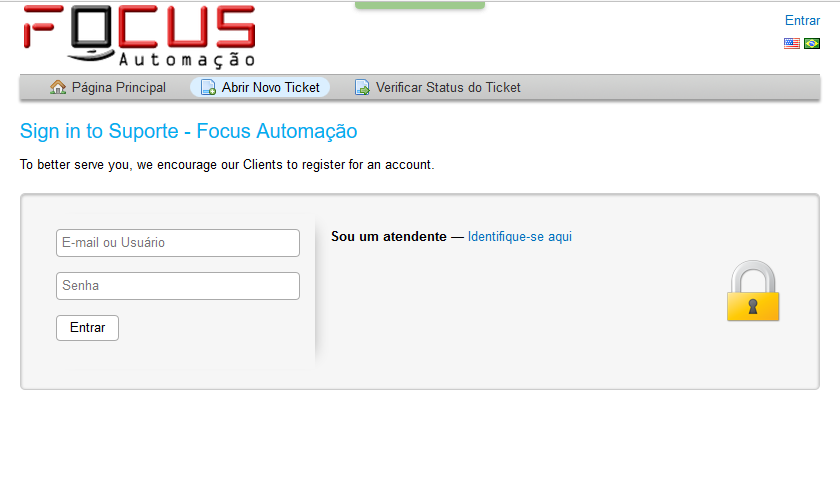 FOCUS
Automação
Entrar
Página Principal
Abrir Novo Ticket
Verificar Status do Ticket
Sign in to Suporte - Focus Automação
To better serve you, we encourage our Clients to register for an account.
E-mail ou Usuário
Sou um atendente — Identifique-se aqui
Senha
Entrar